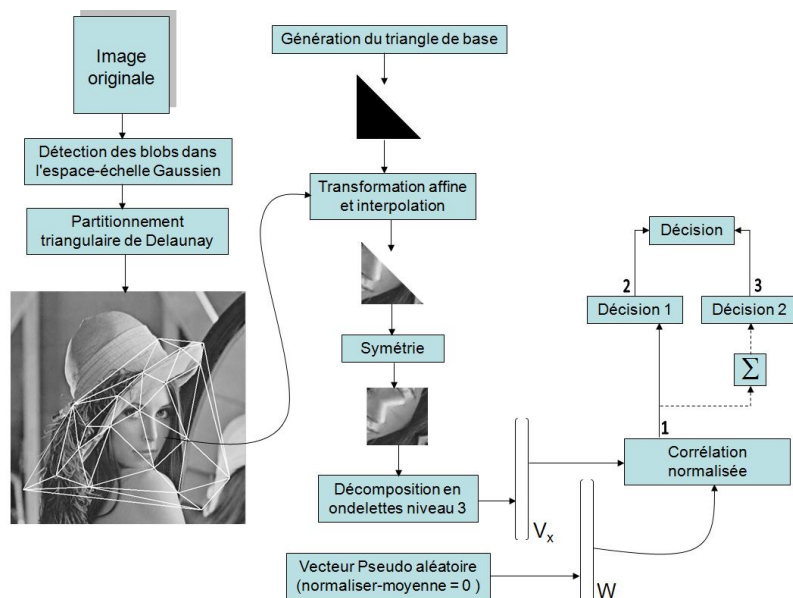 Image
originale
Détection des blobs dans
l'espace-échelle Gaussien
Partitionnement
triangulaire de Delaunay
Génération du triangle de base
Transformation affine
et interpolation
Symétrie
Décomposition en
ondelettes niveau 3
Vx
Vecteur Pseudo aléatoire
(normaliser-moyenne = 0 )
W
Décision
2
3
Décision 1
Décision 2
Σ
1
Corrélation
normalisée